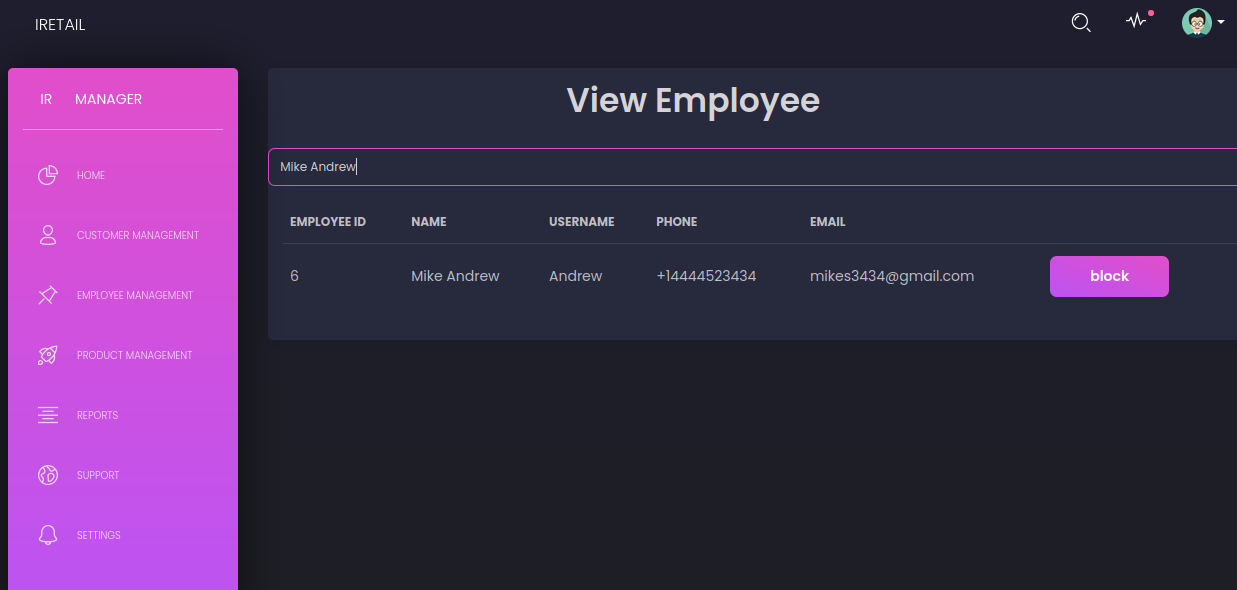 IRETAIL
IR MANAGER
HOME
CUSTOMER MANAGEMENT
EMPLOYEE MANAGEMENT
PRODUCT MANAGEMENT
REPORTS
SUPPORT
SETTINGS
View Employee
Mike Andrew
EMPLOYEE ID NAME USERNAME PHONE EMAIL
6 Mike Andrew Andrew +14444523434 mikes3434@gmail.com block